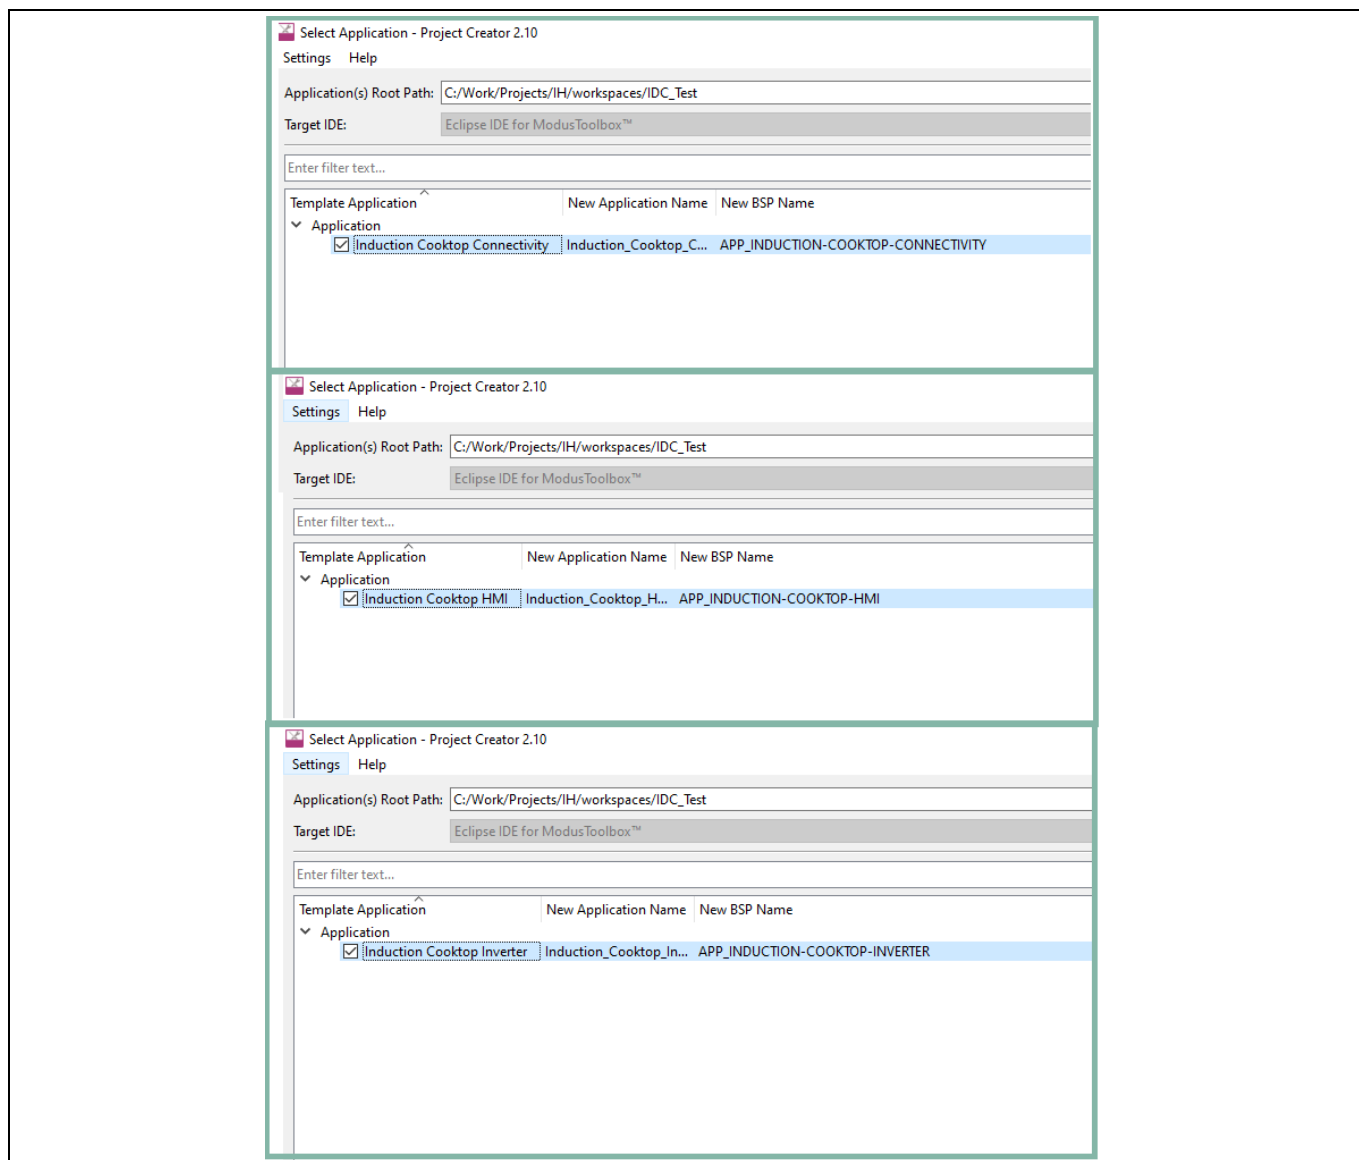 Select Application - Project Creator 2.10
Settings Help
Application(s) Root Path: C:/Work/Projects/IH/workspaces/IDC_Test
Target IDE: Eclipse IDE for ModusToolbox™
Enter filter text...
Template Application New Application Name New BSP Name
Application
Induction Cooktop Connectivity Induction_Cooktop_C... APP_INDUCTION-COOKTOP-CONNECTIVITY
Select Application - Project Creator 2.10
Settings Help
Application(s) Root Path: C:/Work/Projects/IH/workspaces/IDC_Test
Target IDE: Eclipse IDE for ModusToolbox™
Enter filter text...
Template Application New Application Name New BSP Name
Application
Induction Cooktop HMI Induction_Cooktop_H... APP_INDUCTION-COOKTOP-HMI
Select Application - Project Creator 2.10
Settings Help
Application(s) Root Path: C:/Work/Projects/IH/workspaces/IDC_Test
Target IDE: Eclipse IDE for ModusToolbox™
Enter filter text...
Template Application New Application Name New BSP Name
Application
Induction Cooktop Inverter Induction_Cooktop_In... APP_INDUCTION-COOKTOP-INVERTER